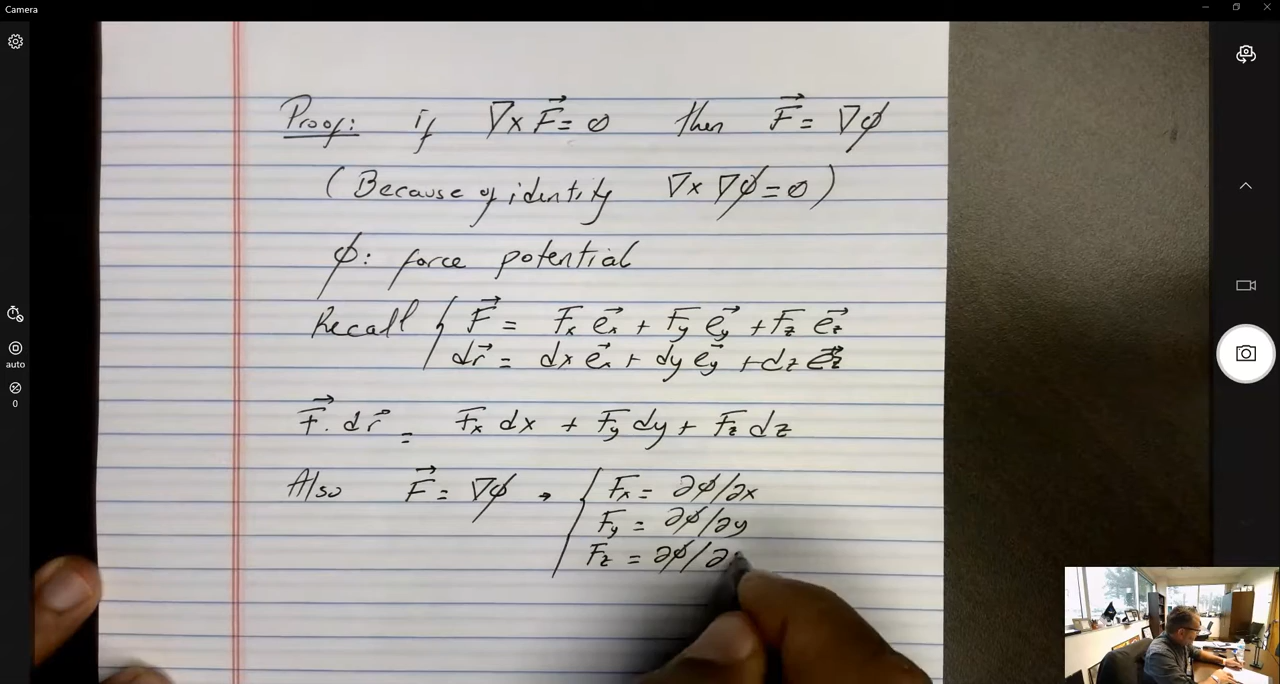 Camera
Proof: if ∇x F⃗ = 0 then F⃗ = ∇ϕ
(Because of identity ∇x ∇ϕ = 0)
ϕ: force potential
Recall { F⃗ = Fx e⃗x + Fy e⃗y + Fz e⃗z
dr⃗ = dx e⃗x + dy e⃗y + dz e⃗z
F⃗. dr⃗ = Fx dx + Fy dy + Fz dz
Also F⃗ = ∇ϕ → { Fx = ∂ϕ/∂x
Fy = ∂ϕ/∂y
Fz = ∂ϕ/∂
auto
0